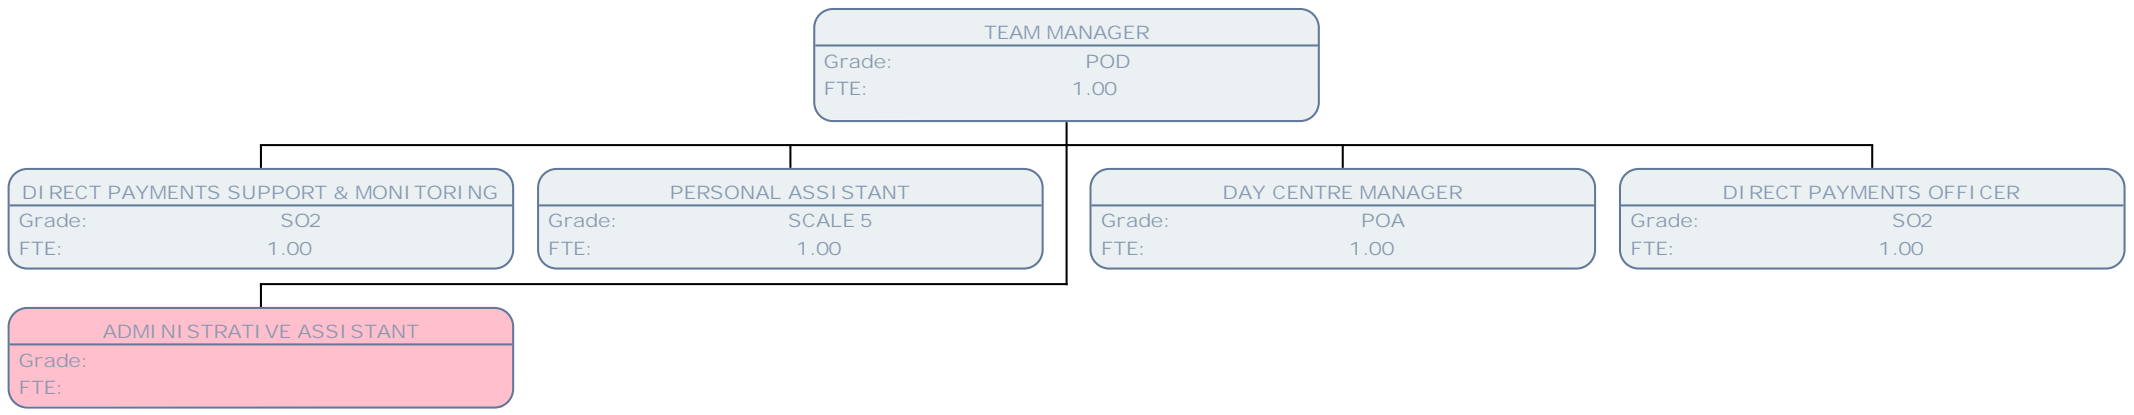 TEAM MANAGER
Grade: POD
FTE: 1.00
DIRECT PAYMENTS SUPPORT & MONITORING
Grade: SO2
FTE: 1.00
PERSONAL ASSISTANT
Grade: SCALE 5
FTE: 1.00
DAY CENTRE MANAGER
Grade: POA
FTE: 1.00
DIRECT PAYMENTS OFFICER
Grade: SO2
FTE: 1.00
ADMINISTRATIVE ASSISTANT
Grade:
FTE: